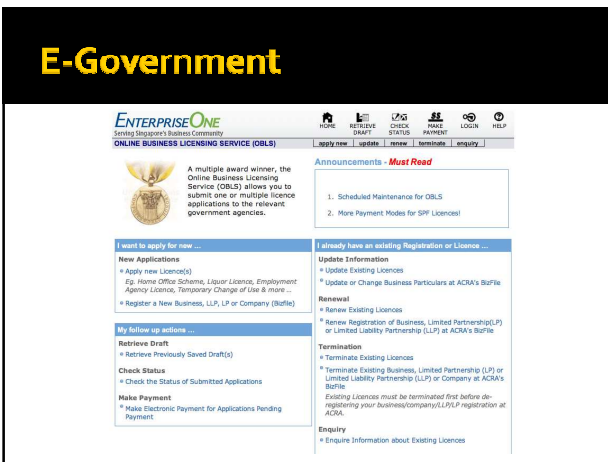 E-Government
ENTERPRISEONE
Serving Singapore's Business Community
HOME
RETRIEVE
DRAFT
CHECK
STATUS
MAKE
PAYMENT
LOGIN
HELP
ONLINE BUSINESS LICENSING SERVICE (OBLS)
apply new | update | renew | terminate | enquiry
A multiple award winner, the
Online Business Licensing
Service (OBLS) allows you to
submit one or multiple licence
applications to the relevant
government agencies.
Announcements - Must Read
1. Scheduled Maintenance for OBLS
2. More Payment Modes for SPF Licences!
I want to apply for new ...
New Applications
Apply new Licence(s)
Eg. Home Office Scheme, Liquor Licence, Employment
Agency Licence, Temporary Change of Use & more ...
Register a New Business, LLP, LP or Company (Bizfile)
My follow up actions ...
Retrieve Draft
Retrieve Previously Saved Draft(s)
Check Status
Check the Status of Submitted Applications
Make Payment
Make Electronic Payment for Applications Pending
Payment
I already have an existing Registration or Licence ...
Update Information
Update Existing Licences
Update or Change Business Particulars at ACRA's BizFile
Renewal
Renew Existing Licences
Renew Registration of Business, Limited Partnership(LP)
or Limited Liability Partnership (LLP) at ACRA's BizFile
Termination
Terminate Existing Licences
Terminate Existing Business, Limited Partnership (LP) or
Limited Liability Partnership (LLP) or Company at ACRA's
BizFile
Existing Licences must be terminated first before de-
registering your business/company/LLP/LP registration at
ACRA.
Enquiry
Enquire Information about Existing Licences